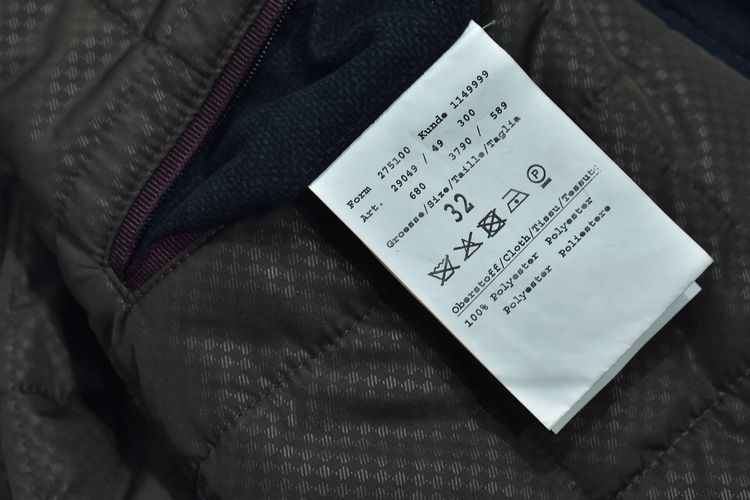 Form 275100 Kunde 1149999
Art. 29049 / 49 300
680 3790 / 589
Groesse/Size/Taille/Taglia
32
P
Oberstoff/Cloth/Tissu/Tessut.:
100% Polyester Polyester
Polyester Poliestere